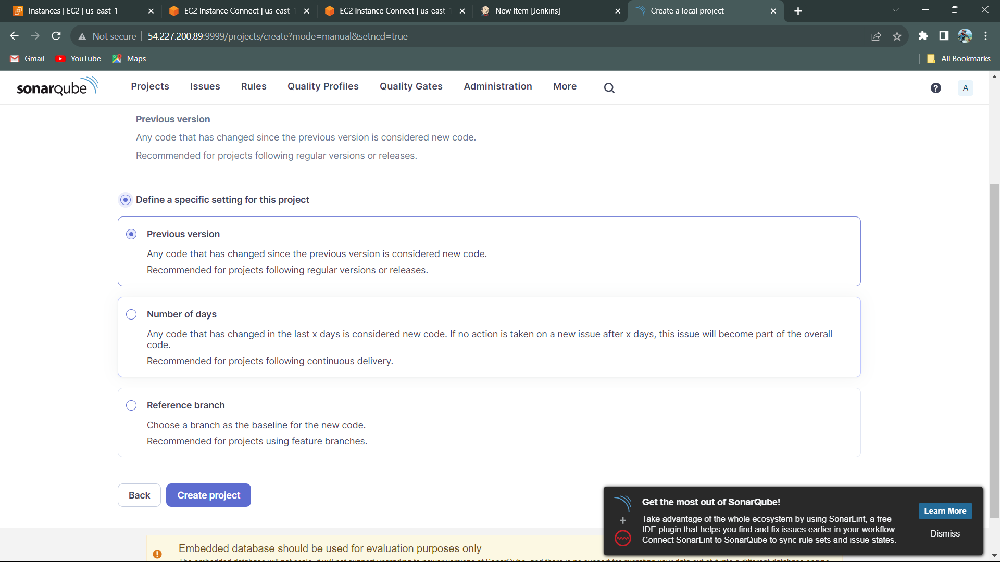 Instances | EC2 | us-east-1
EC2 Instance Connect | us-east-1
EC2 Instance Connect | us-east-1
New Item [Jenkins]
Create a local project
Not secure
54.227.200.89:9999/projects/create?mode=manual&setncd=true
Gmail
YouTube
Maps
All Bookmarks
sonarqube
Projects
Issues
Rules
Quality Profiles
Quality Gates
Administration
More
A
Previous version
Any code that has changed since the previous version is considered new code.
Recommended for projects following regular versions or releases.
Define a specific setting for this project
Previous version
Any code that has changed since the previous version is considered new code.
Recommended for projects following regular versions or releases.
Number of days
Any code that has changed in the last x days is considered new code. If no action is taken on a new issue after x days, this issue will become part of the overall
code.
Recommended for projects following continuous delivery.
Reference branch
Choose a branch as the baseline for the new code.
Recommended for projects using feature branches.
Back
Create project
Get the most out of SonarQube!
Take advantage of the whole ecosystem by using SonarLint, a free
IDE plugin that helps you find and fix issues earlier in your workflow.
Connect SonarLint to SonarQube to sync rule sets and issue states.
Learn More
Dismiss
Embedded database should be used for evaluation purposes only